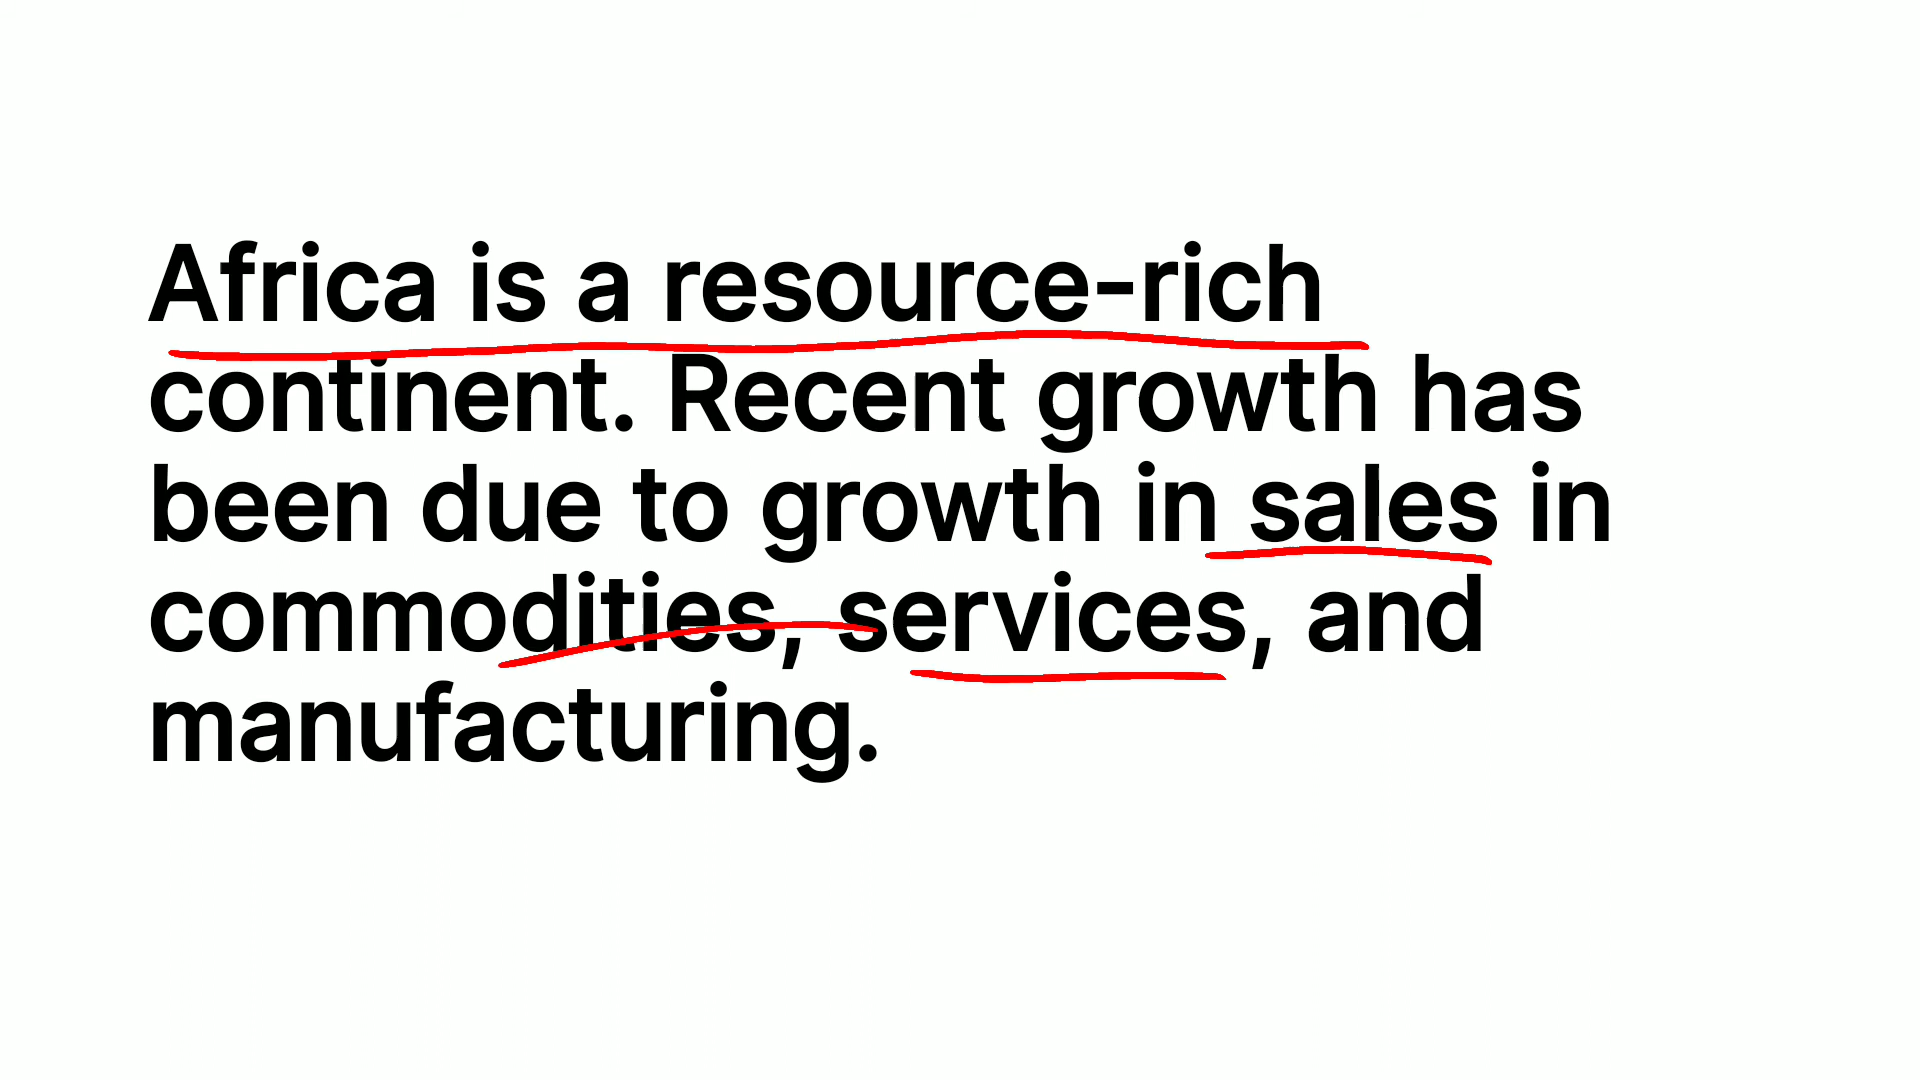 Africa is a resource-rich
continent. Recent growth has
been due to growth in sales in
commodities, services, and
manufacturing.